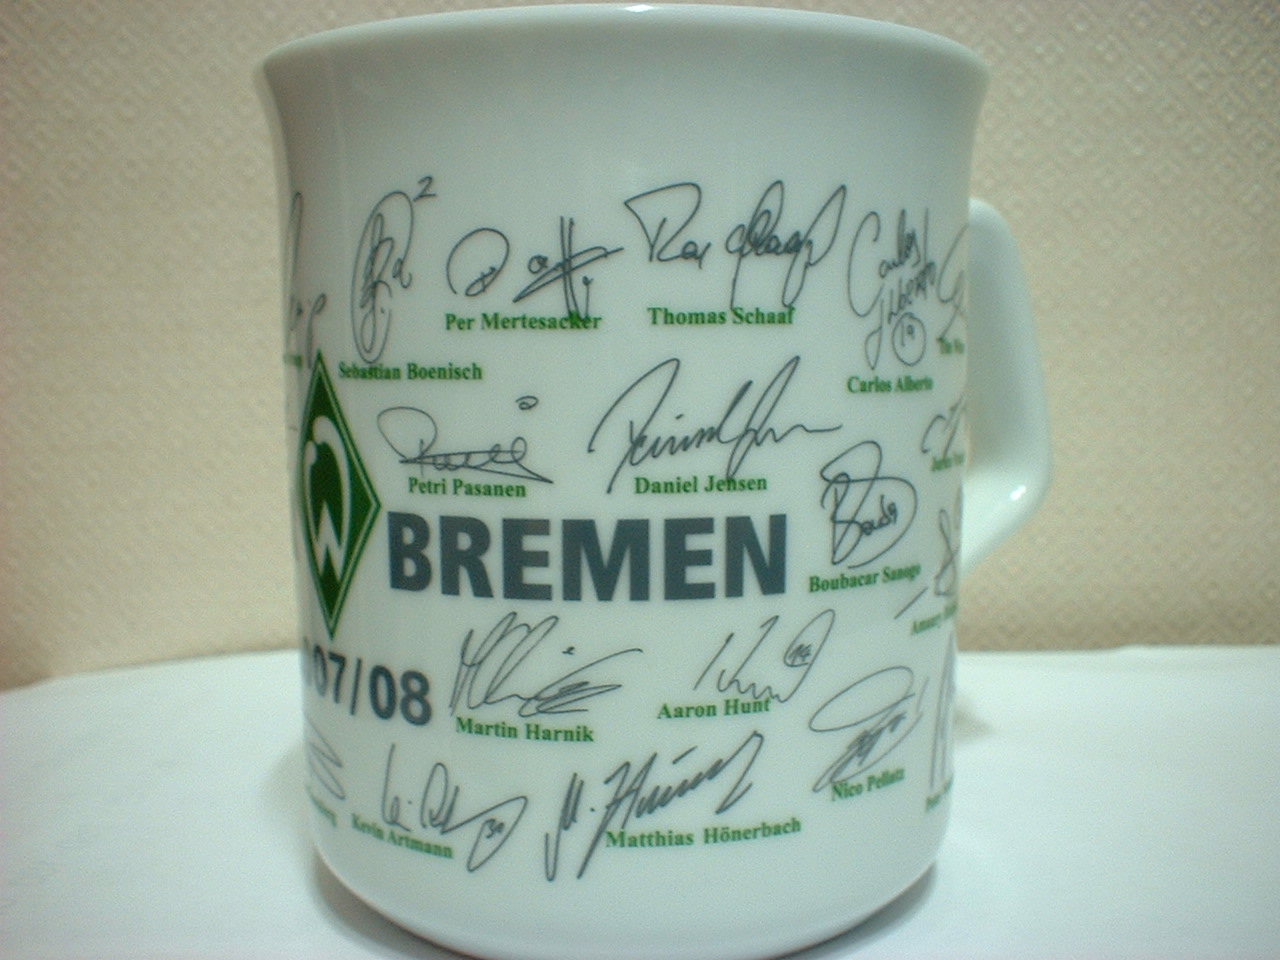 Per Mertesacker
Thomas Schaaf
Sebastian Boenisch
Carlos Alberto
19
Petri Pasanen
Daniel Jensen
BREMEN
Boubacar Sanogo
07/08
Martin Harnik
Aaron Hunt
Nico Pellatz
Kevin Artmann
Matthias Hönerbach